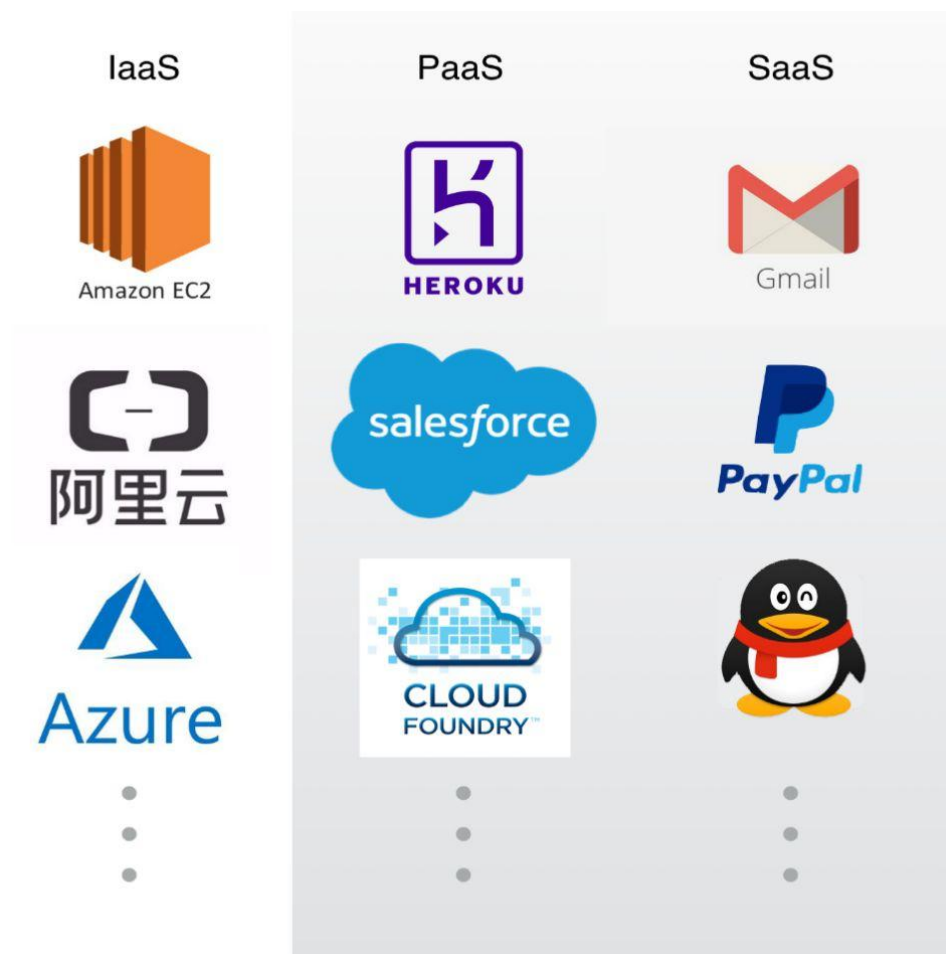 IaaS
PaaS
SaaS
Amazon EC2
HEROKU
Gmail
阿里云
salesforce
PayPal
Azure
CLOUD
FOUNDRY™